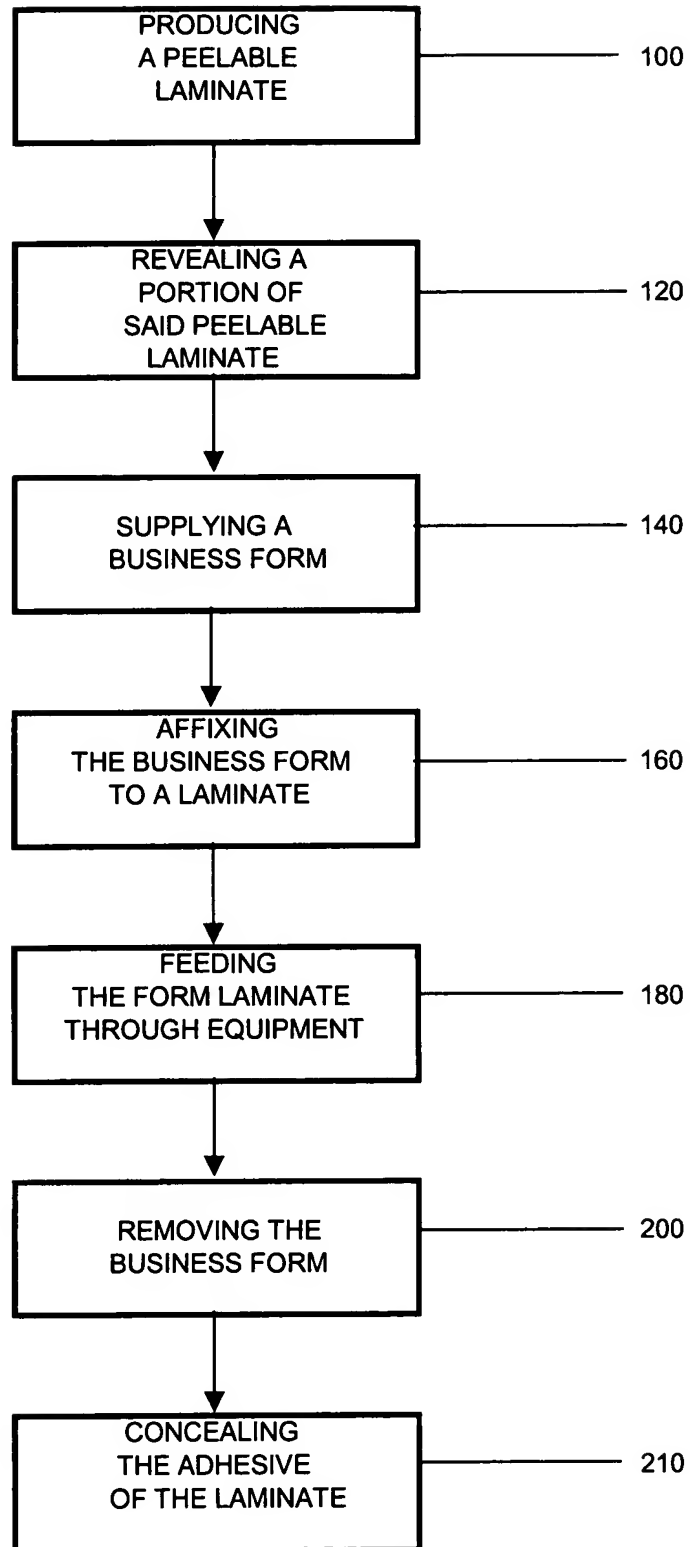 PRODUCING
A PEELABLE
LAMINATE
100
REVEALING A
PORTION OF
SAID PEELABLE
LAMINATE
120
SUPPLYING A
BUSINESS FORM
140
AFFIXING
THE BUSINESS FORM
TO A LAMINATE
160
FEEDING
THE FORM LAMINATE
THROUGH EQUIPMENT
180
REMOVING THE
BUSINESS FORM
200
CONCEALING
THE ADHESIVE
OF THE LAMINATE
210